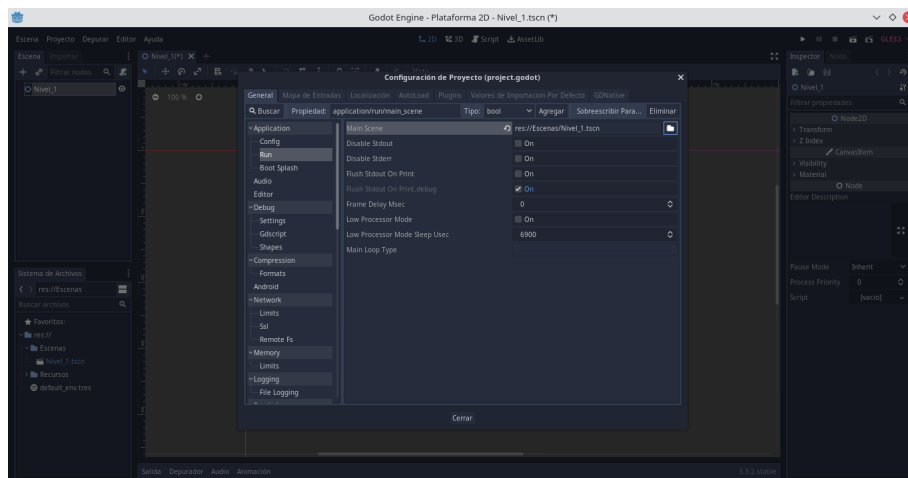 Godot Engine - Plataforma 2D - Nivel_1.tscn (*)
Escena Proyecto Depurar Editor Ayuda
2D 3D Script AssetLib
GLES3
Escena Importar
Nivel_1(*)
Inspector Nodo
Filtrar nodos
Nivel_1
100 %
Configuración de Proyecto (project.godot)
General Mapa de Entradas Localización AutoLoad Plugins Valores de Importacion Por Defecto GDNative
Buscar Propiedad: application/run/main_scene Tipo: bool Agregar Sobreescribir Para... Eliminar
Application
Config
Run
Boot Splash
Audio
Editor
Debug
Settings
Gdscript
Shapes
Compression
Formats
Android
Network
Limits
Ssl
Remote Fs
Memory
Limits
Logging
File Logging
Main Scene res://Escenas/Nivel_1.tscn
Disable Stdout On
Disable Stderr On
Flush Stdout On Print On
Flush Stdout On Print.debug On
Frame Delay Msec 0
Low Processor Mode On
Low Processor Mode Sleep Usec 6900
Main Loop Type
Cerrar
Nivel_1
Filtrar propiedades
Node2D
Transform
Z Index
CanvasItem
Visibility
Material
Node
Editor Description
Pause Mode Inherit
Process Priority 0
Script [vacio]
Sistema de Archivos
res://Escenas
Buscar archivos
Favoritos:
res://
Escenas
Nivel_1.tscn
Recursos
default_env.tres
Salida Depurador Audio Animación
3.3.2.stable